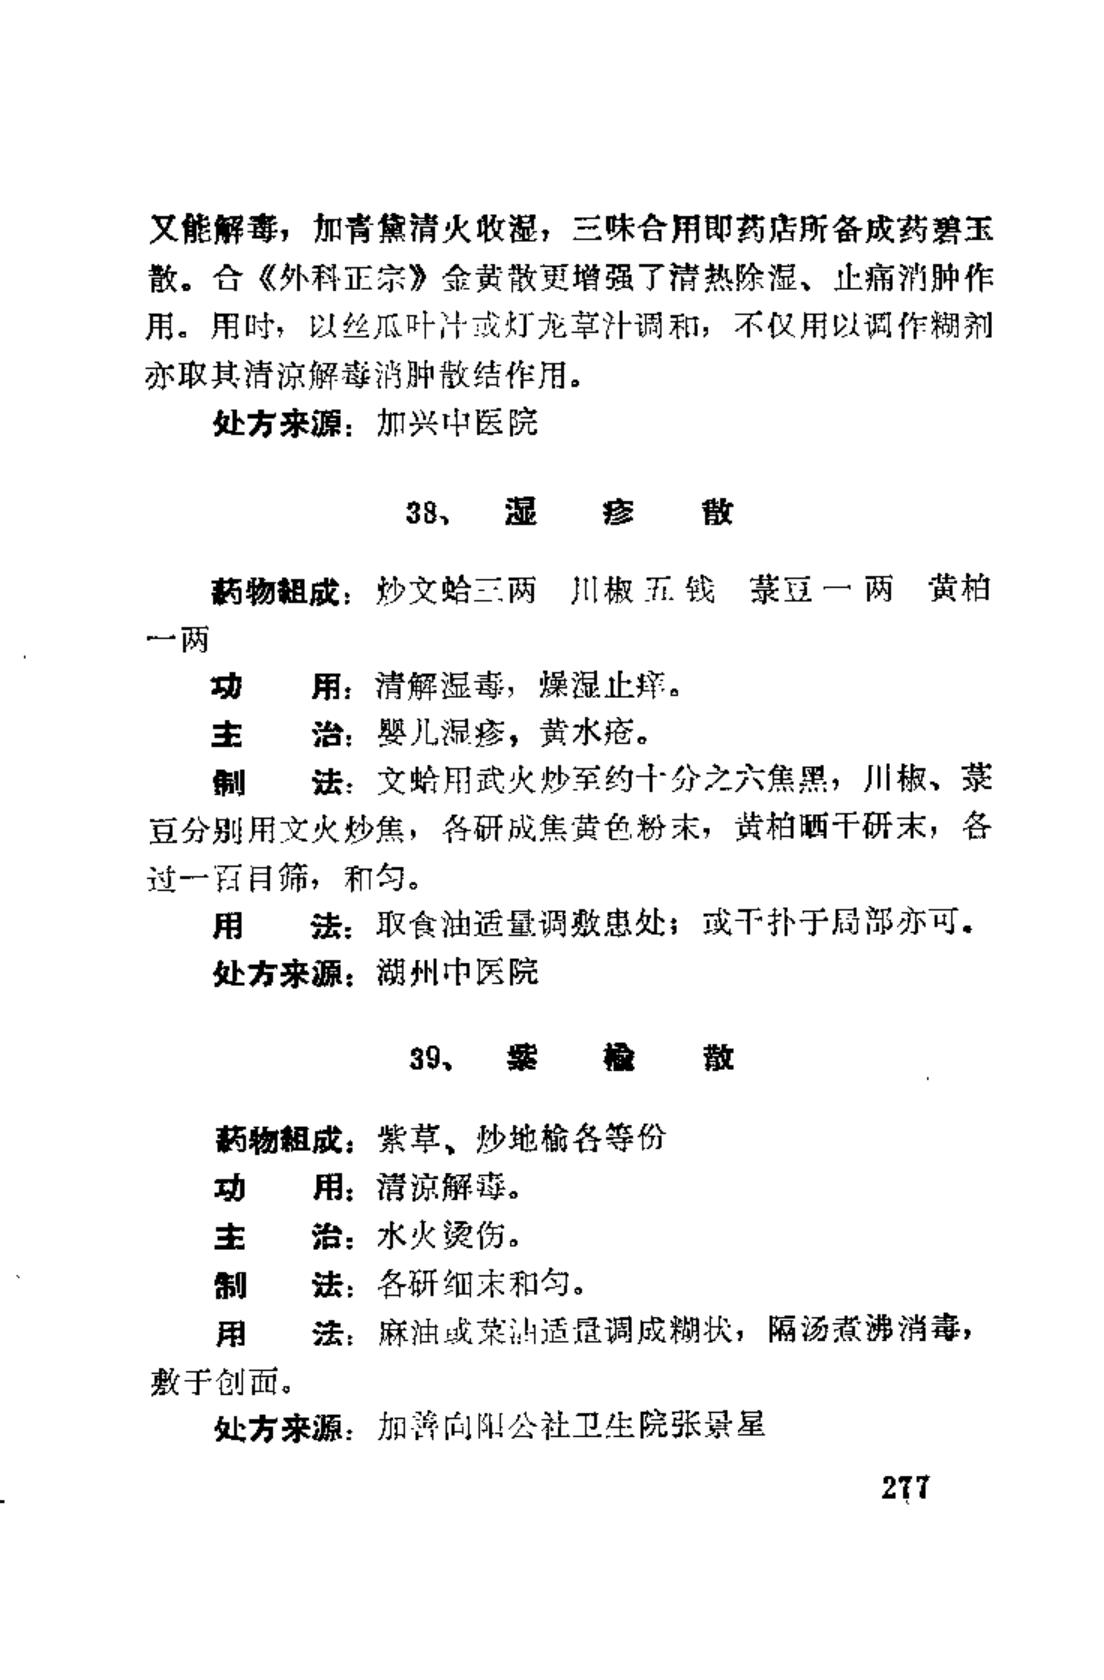 又能解毒，加青黛清火收湿，三味合用即药店所备成药碧玉
散。合《外科正宗》金黄散更增强了清热除湿、止痛消肿作
用。用时，以丝瓜叶汁或灯龙草汁调和，不仅用以调作糊剂
亦取其清凉解毒消肿散结作用。
处方来源：加兴中医院
38、 湿 疹 散
药物组成：炒文蛤三两 川椒五钱 菉豆一两 黄柏
一两
功 用：清解湿毒，燥湿止痒。
主 治：婴儿湿疹，黄水疮。
制 法：文蛤用武火炒至约十分之六焦黑，川椒、菉
豆分别用文火炒焦，各研成焦黄色粉末，黄柏晒干研末，各
过一百目筛，和匀。
用 法：取食油适量调敷患处；或干扑于局部亦可。
处方来源：湖州中医院
39、 紫 榆 散
药物组成：紫草、炒地榆各等份
功 用：清凉解毒。
主 治：水火烫伤。
制 法：各研细末和匀。
用 法：麻油或菜油适量调成糊状，隔汤煮沸消毒，
敷于创面。
处方来源：加善向阳公社卫生院张景星
277